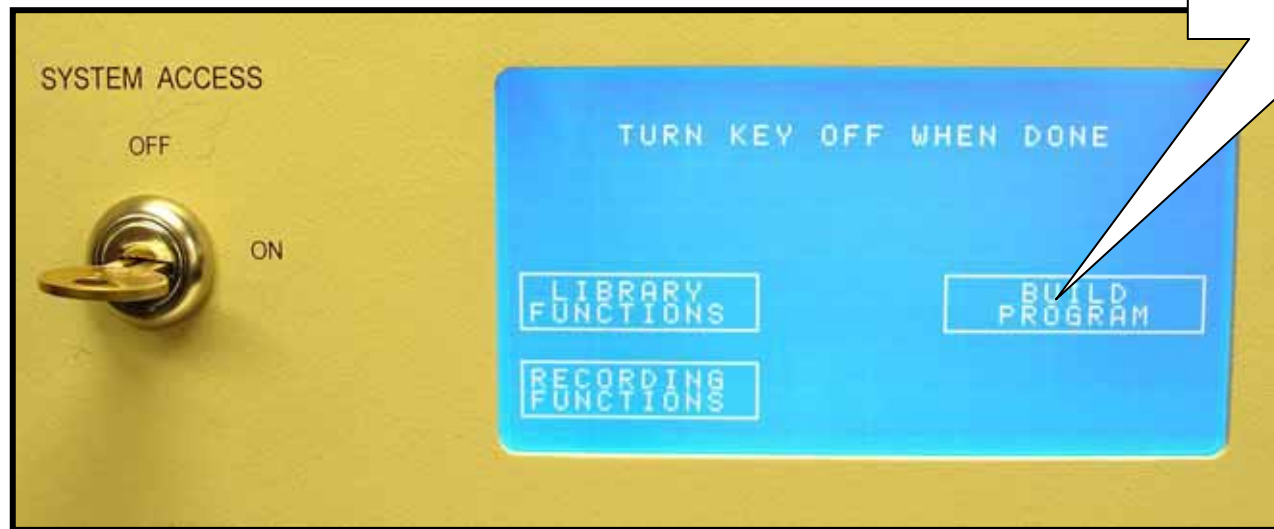 SYSTEM ACCESS
OFF
ON
TURN KEY OFF WHEN DONE
LIBRARY
FUNCTIONS
BUILD
PROGRAM
RECORDING
FUNCTIONS